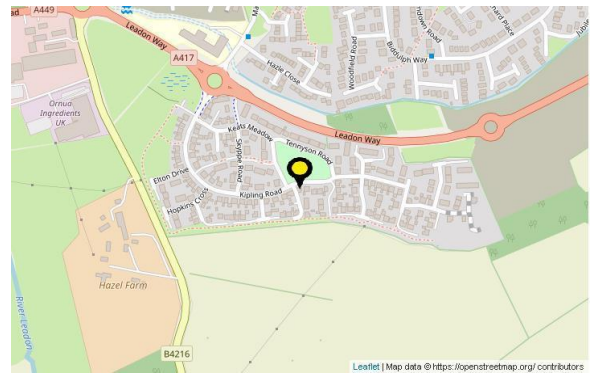 A449
ad
Leadon Way
A417
Hazle Close
Woodfield Road
Biddulph Way
Ornua
Ingredients
UK
Keats Meadow
Tennyson Road
Leadon Way
Skyppe Road
Elton Drive
Kipling Road
Hopkins Cross
Hazel Farm
River Leadon
B4216
Leaflet | Map data © https://openstreetmap.org/ contributors